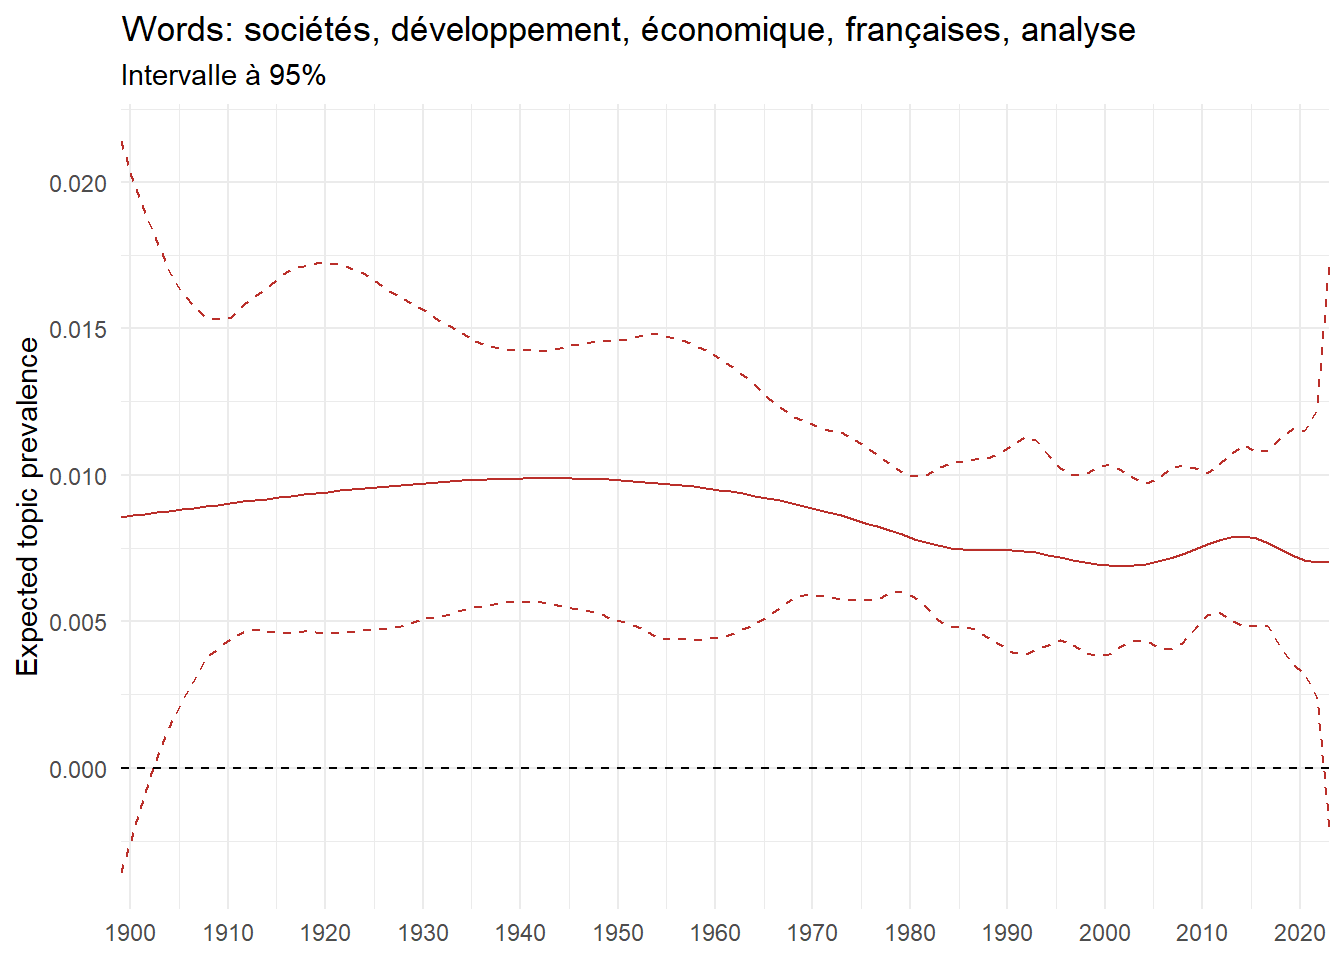 Words: sociétés, développement, économique, françaises, analyse
Intervalle à 95%
Expected topic prevalence
0.020
0.015
0.010
0.005
0.000
1900 1910 1920 1930 1940 1950 1960 1970 1980 1990 2000 2010 2020